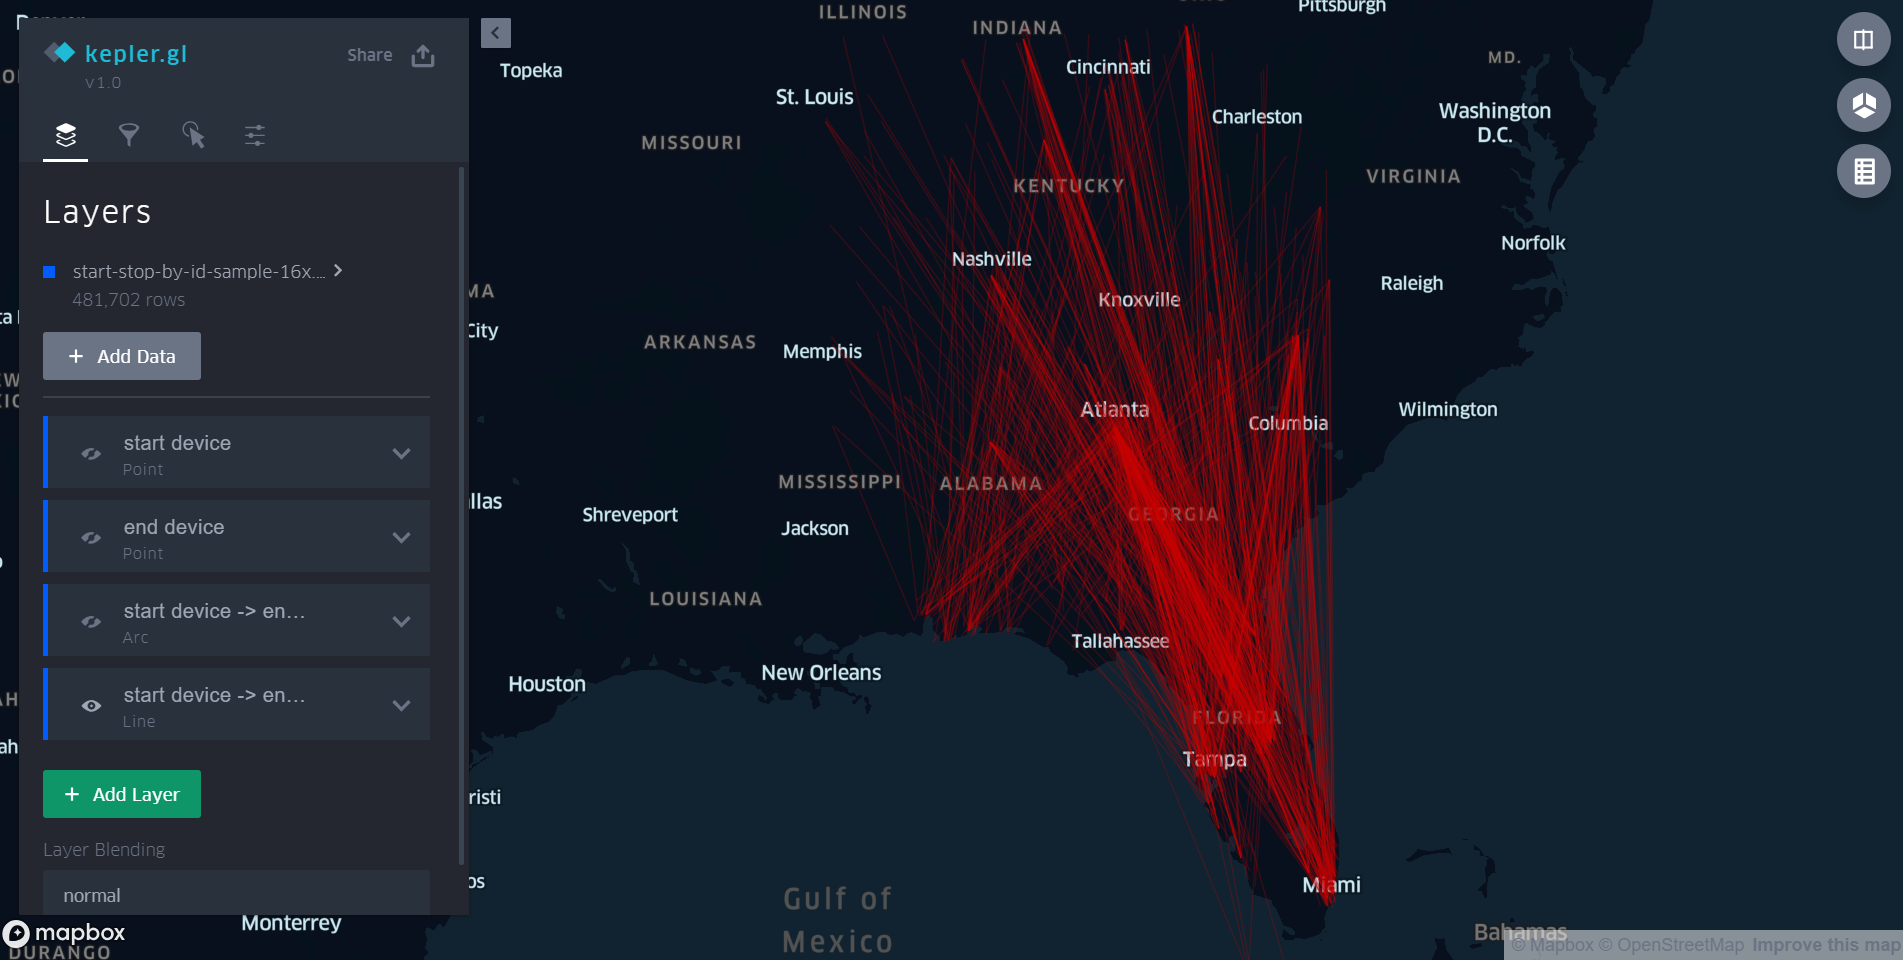 kepler.gl
v1.0
Share
Layers
start-stop-by-id-sample-16x....
481,702 rows
+ Add Data
start device
Point
end device
Point
start device -> en...
Arc
start device -> en...
Line
+ Add Layer
Layer Blending
normal
mapbox
ILLINOIS
INDIANA
Pittsburgh
Topeka
St. Louis
Cincinnati
MD.
Charleston
Washington
D.C.
MISSOURI
KENTUCKY
VIRGINIA
Nashville
Norfolk
Knoxville
Raleigh
City
ARKANSAS
Memphis
Atlanta
Columbia
Wilmington
MISSISSIPPI
ALABAMA
GEORGIA
Shreveport
Jackson
LOUISIANA
Tallahassee
New Orleans
Houston
FLORIDA
Tampa
Miami
Gulf of
Mexico
Monterrey
DURANGO
Bahamas
© Mapbox © OpenStreetMap Improve this map